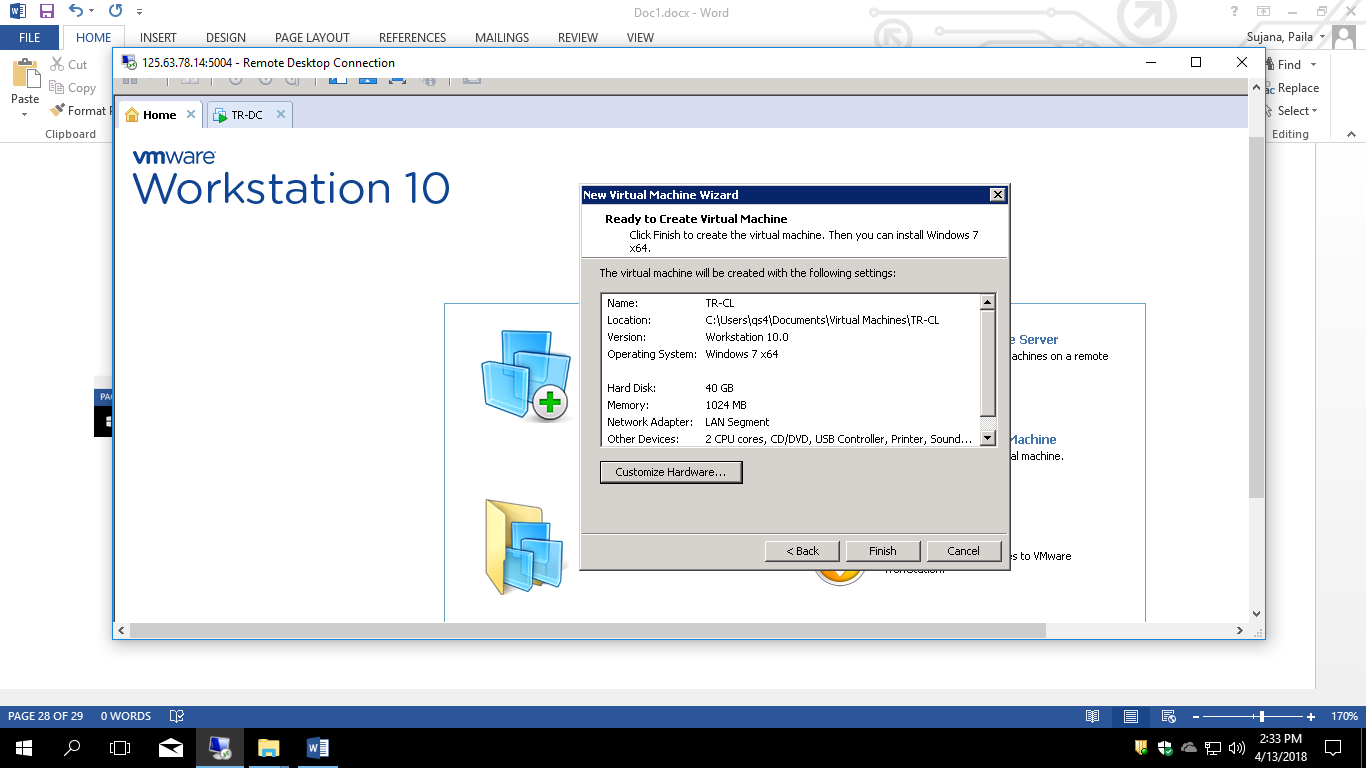 Doc1.docx - Word
FILE
HOME
INSERT
DESIGN
PAGE LAYOUT
REFERENCES
MAILINGS
REVIEW
VIEW
Sujana, Paila
Paste
Cut
Copy
Format
Clipboard
Find
Replace
Select
Editing
125.63.78.14:5004 - Remote Desktop Connection
Home
TR-DC
vmware
Workstation 10
New Virtual Machine Wizard
Ready to Create Virtual Machine
Click Finish to create the virtual machine. Then you can install Windows 7
x64.
The virtual machine will be created with the following settings:
Name: TR-CL
Location: C:\Users\qs4\Documents\Virtual Machines\TR-CL
Version: Workstation 10.0
Operating System: Windows 7 x64
Hard Disk: 40 GB
Memory: 1024 MB
Network Adapter: LAN Segment
Other Devices: 2 CPU cores, CD/DVD, USB Controller, Printer, Sound...
Customize Hardware...
< Back
Finish
Cancel
Server
on a remote
Machine
machine.
to VMware
PAGE 28 OF 29
0 WORDS
170%
2:33 PM
4/13/2018